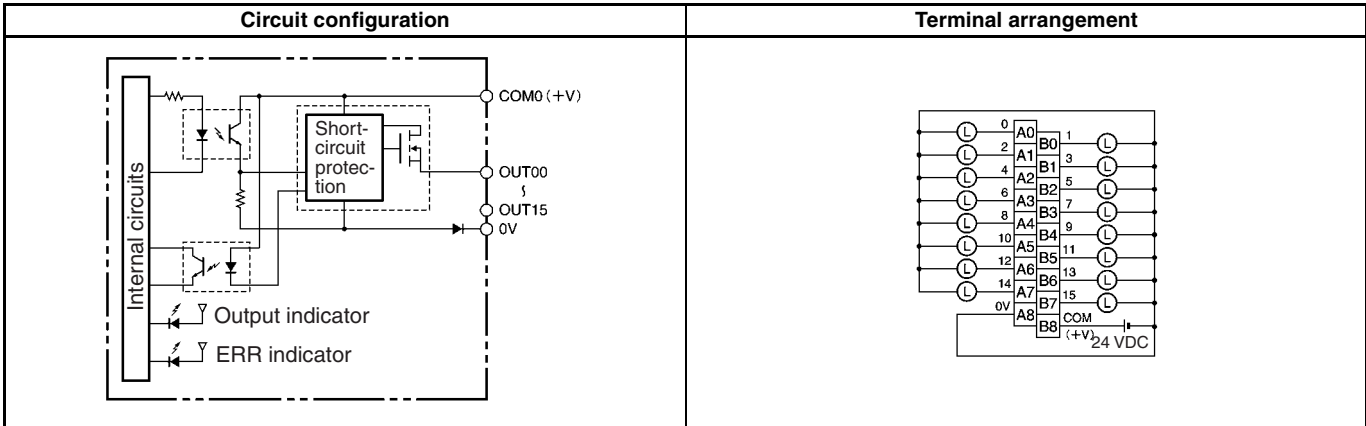 Circuit configuration
Terminal arrangement
Internal circuits
COM0 (+V)
Short-
circuit
protec-
tion
OUT00
OUT15
0V
Output indicator
ERR indicator
0 A0
L
B0 1
L
2 A1
L
B1 3
L
4 A2
L
B2 5
L
6 A3
L
B3 7
L
8 A4
L
B4 9
L
10 A5
L
B5 11
L
12 A6
L
B6 13
L
14 A7
L
B7 15
L
0V A8
B8 COM
(+V)
24 VDC